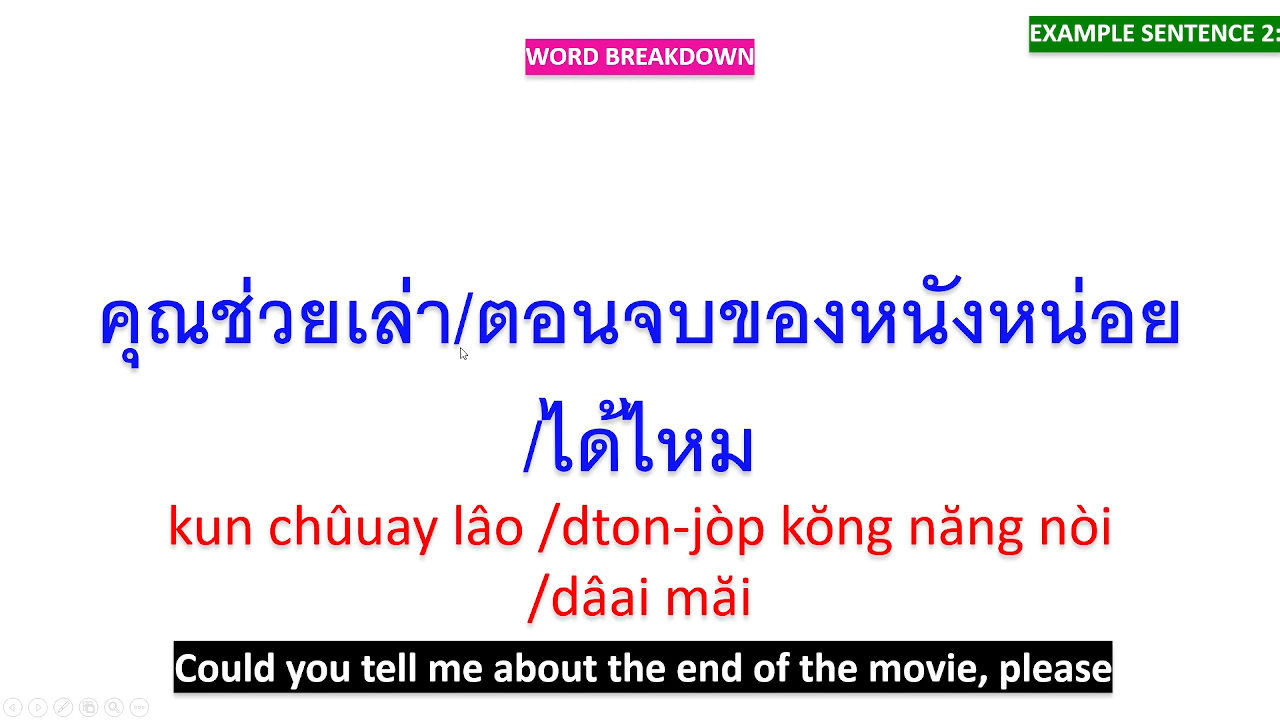 EXAMPLE SENTENCE 2:
WORD BREAKDOWN
คุณช่วยเล่า/ตอนจบของหนังหน่อย
/ได้ไหม
kun chûuay lâo /dton-jòp kŏng năng nòi
/dâai măi
Could you tell me about the end of the movie, please